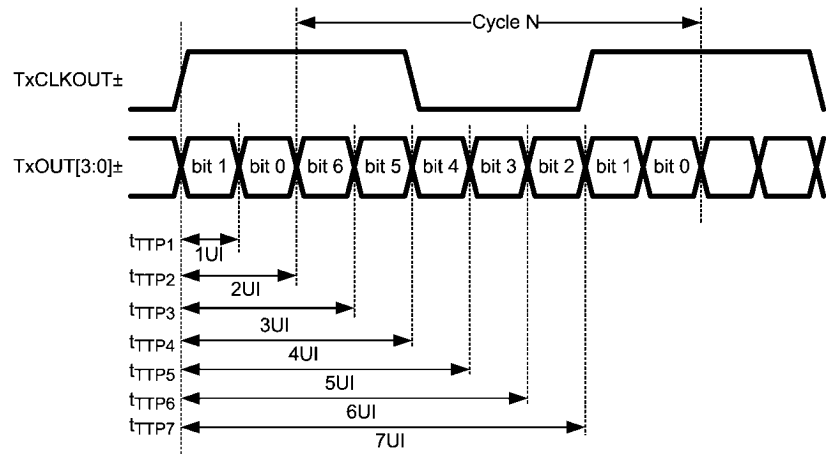 Cycle N
TxCLKOUT±
TxOUT[3:0]±
bit 1 bit 0 bit 6 bit 5 bit 4 bit 3 bit 2 bit 1 bit 0
tTTP1
1UI
tTTP2
2UI
tTTP3
3UI
tTTP4
4UI
tTTP5
5UI
tTTP6
6UI
tTTP7
7UI